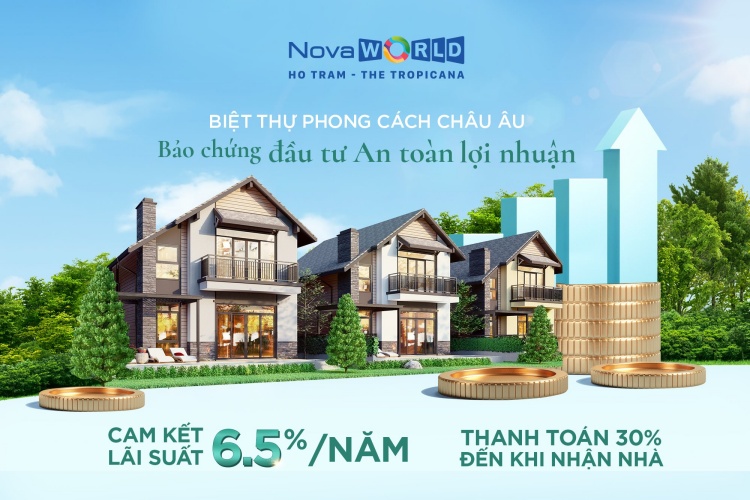 NovaWORLD
HO TRAM - THE TROPICANA
BIỆT THỰ PHONG CÁCH CHÂU ÂU
Bảo chứng đầu tư An toàn lợi nhuận
CAM KẾT
LÃI SUẤT 6.5%/NĂM
THANH TOÁN 30%
ĐẾN KHI NHẬN NHÀ